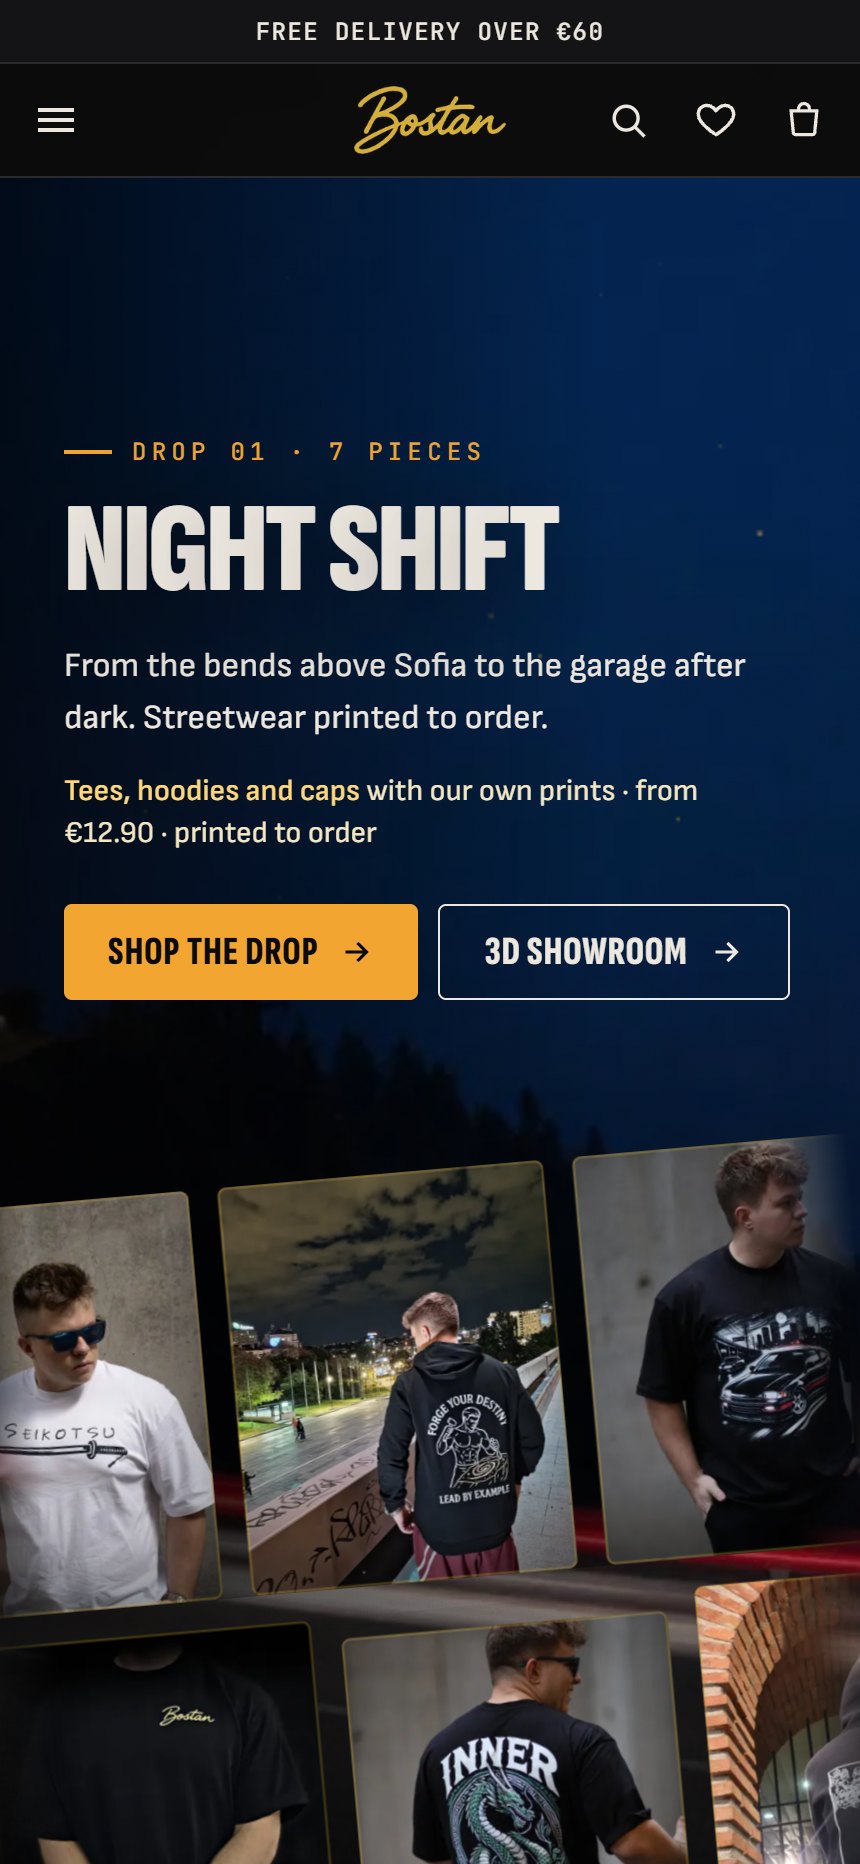 FREE DELIVERY OVER €60
Bostan
DROP 01 · 7 PIECES
NIGHT SHIFT
From the bends above Sofia to the garage after
dark. Streetwear printed to order.
Tees, hoodies and caps with our own prints · from
€12.90 · printed to order
SHOP THE DROP →
3D SHOWROOM →
SEIKOTSU
FORGE YOUR DESTINY
LEAD BY EXAMPLE
Bostan
INNER